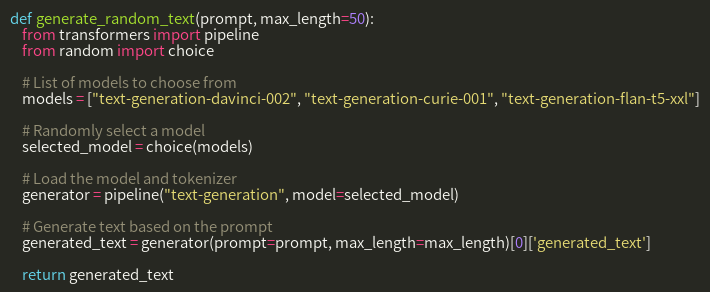 def generate_random_text(prompt, max_length=50):
from transformers import pipeline
from random import choice
# List of models to choose from
models = ["text-generation-davinci-002", "text-generation-curie-001", "text-generation-flan-t5-xxl"]
# Randomly select a model
selected_model = choice(models)
# Load the model and tokenizer
generator = pipeline("text-generation", model=selected_model)
# Generate text based on the prompt
generated_text = generator(prompt=prompt, max_length=max_length)[0]['generated_text']
return generated_text